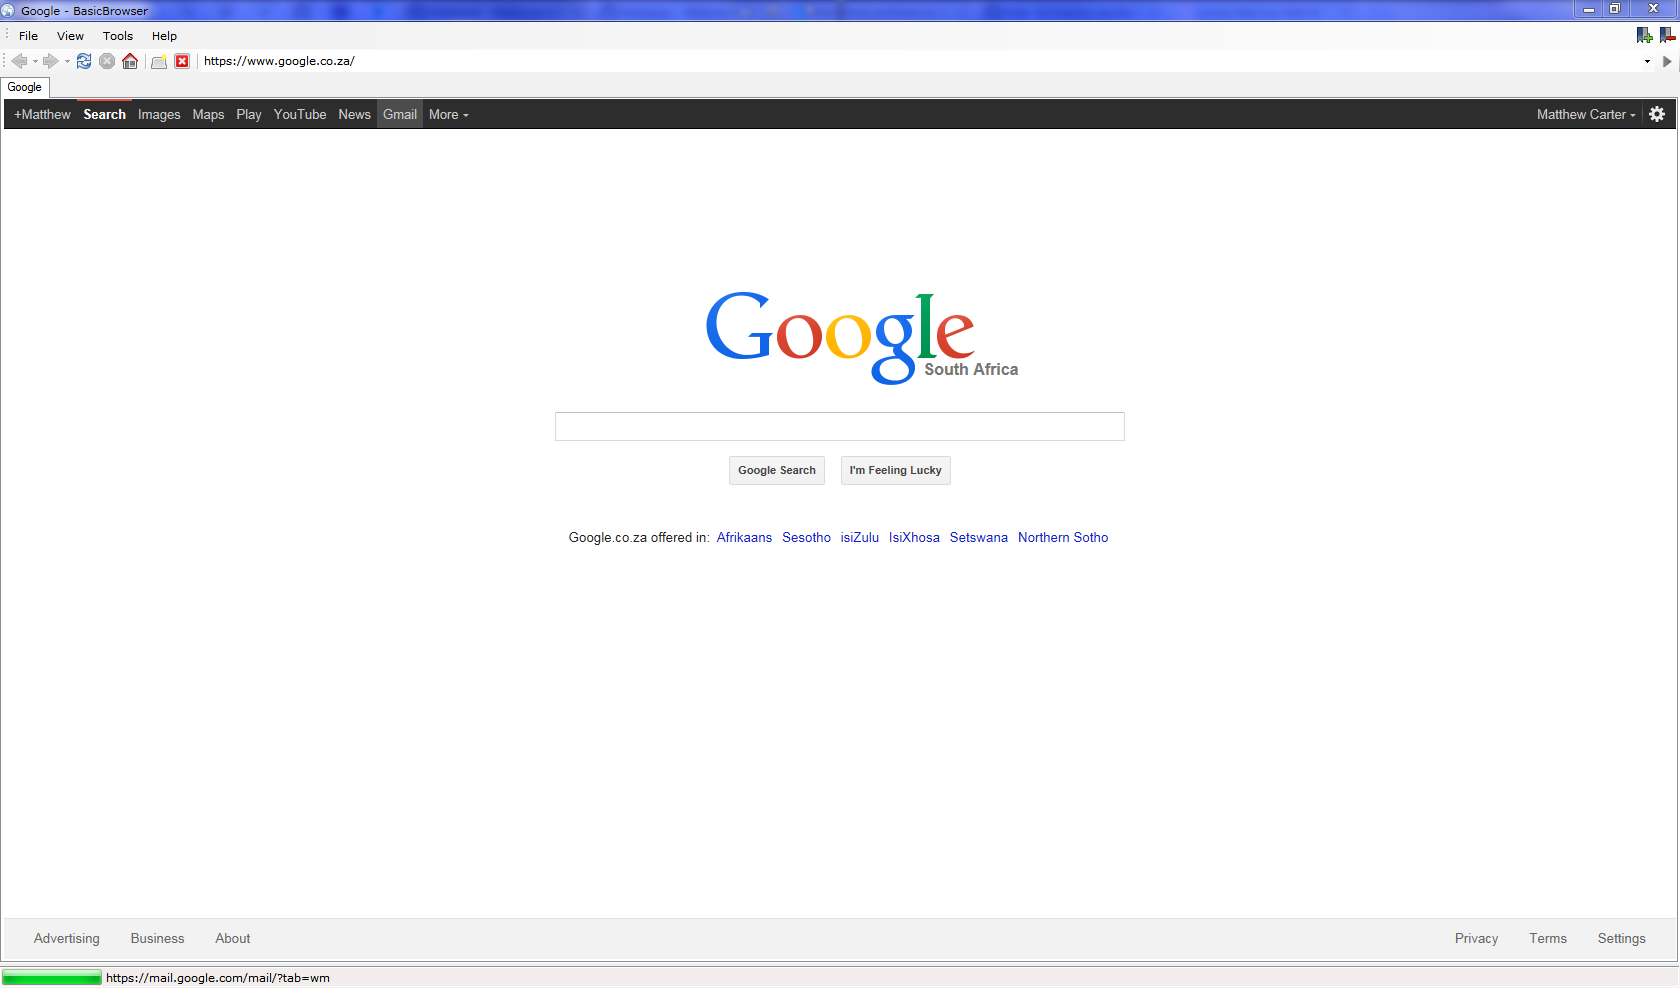 Google - BasicBrowser
File View Tools Help
https://www.google.co.za/
Google
+Matthew Search Images Maps Play YouTube News Gmail More Matthew Carter
Google
South Africa
Google Search I'm Feeling Lucky
Google.co.za offered in: Afrikaans Sesotho isiZulu IsiXhosa Setswana Northern Sotho
Advertising Business About Privacy Terms Settings
https://mail.google.com/mail/?tab=wm